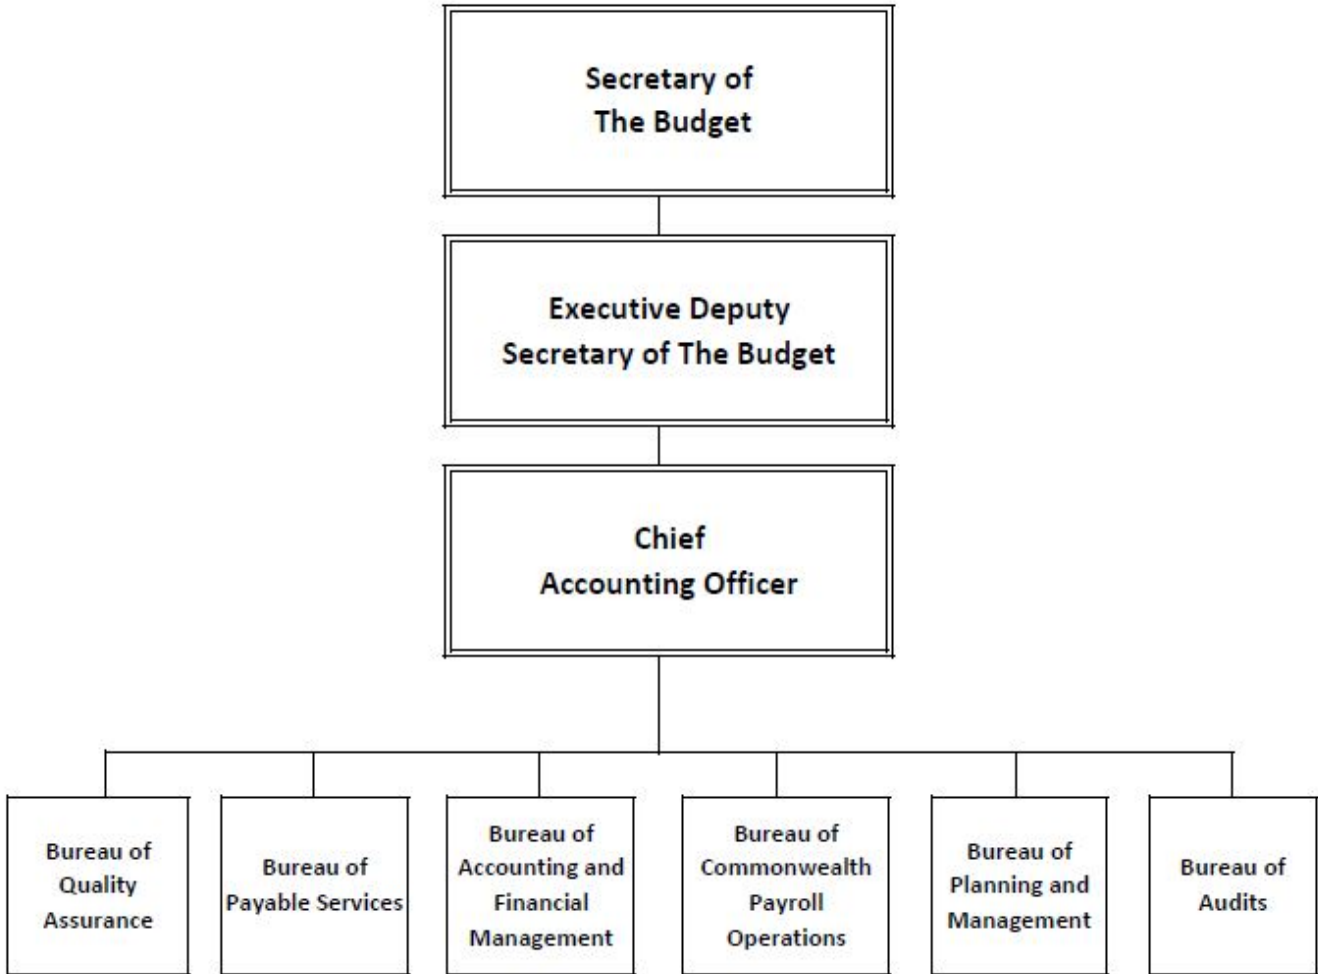 Secretary of
The Budget
Executive Deputy
Secretary of The Budget
Chief
Accounting Officer
Bureau of
Quality
Assurance
Bureau of
Payable Services
Bureau of
Accounting and
Financial
Management
Bureau of
Commonwealth
Payroll
Operations
Bureau of
Planning and
Management
Bureau of
Audits